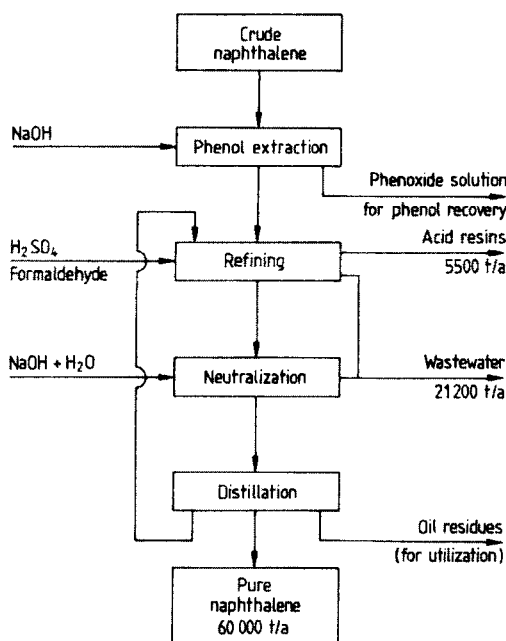 Crude
naphthalene
NaOH
Phenol extraction
Phenoxide solution
for phenol recovery
H₂SO₄
Formaldehyde
Refining
Acid resins
5500 t/a
NaOH + H₂O
Neutralization
Wastewater
21200 t/a
Distillation
Oil residues
(for utilization)
Pure
naphthalene
60 000 t/a